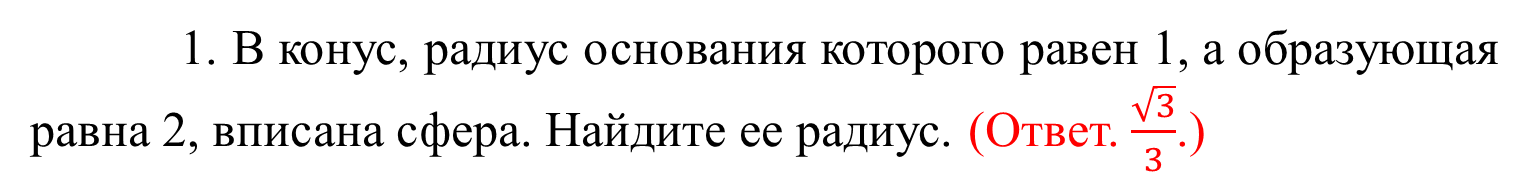 1. В конус, радиус основания которого равен 1, а образующая
равна 2, вписана сфера. Найдите ее радиус. (Ответ. √3/3.)